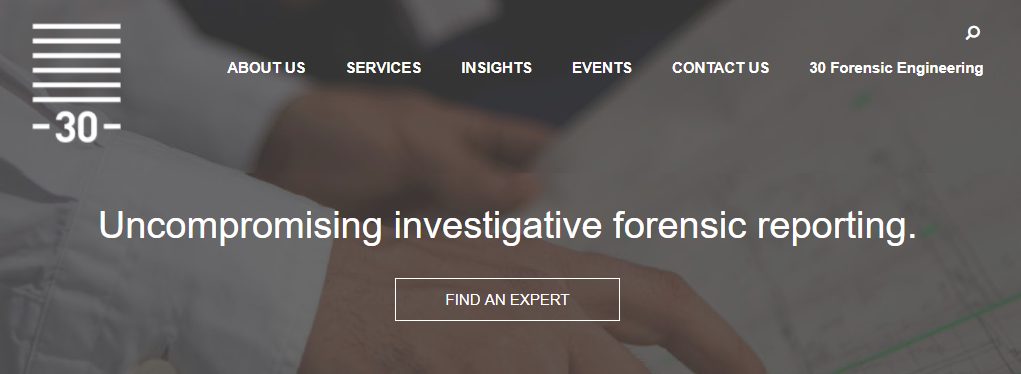 -30-
ABOUT US SERVICES INSIGHTS EVENTS CONTACT US 30 Forensic Engineering
Uncompromising investigative forensic reporting.
FIND AN EXPERT